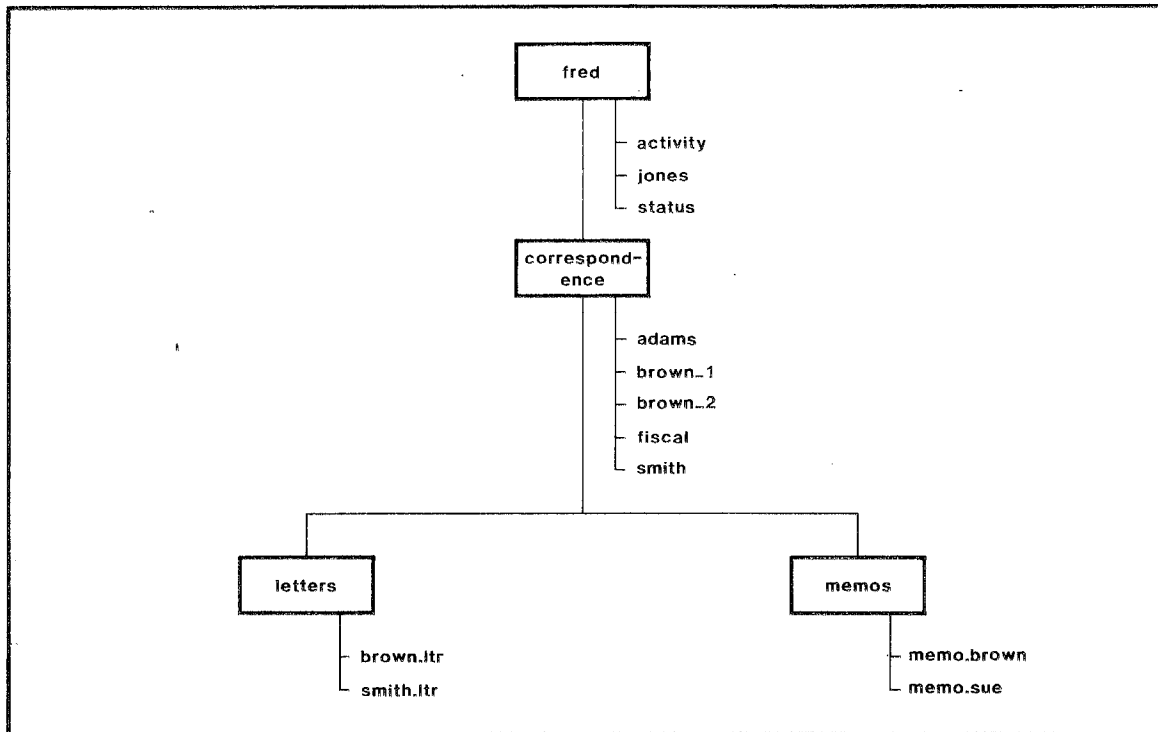 fred
activity
jones
status
correspond-
ence
adams
brown_1
brown_2
fiscal
smith
letters
memos
brown.ltr
smith.ltr
memo.brown
memo.sue